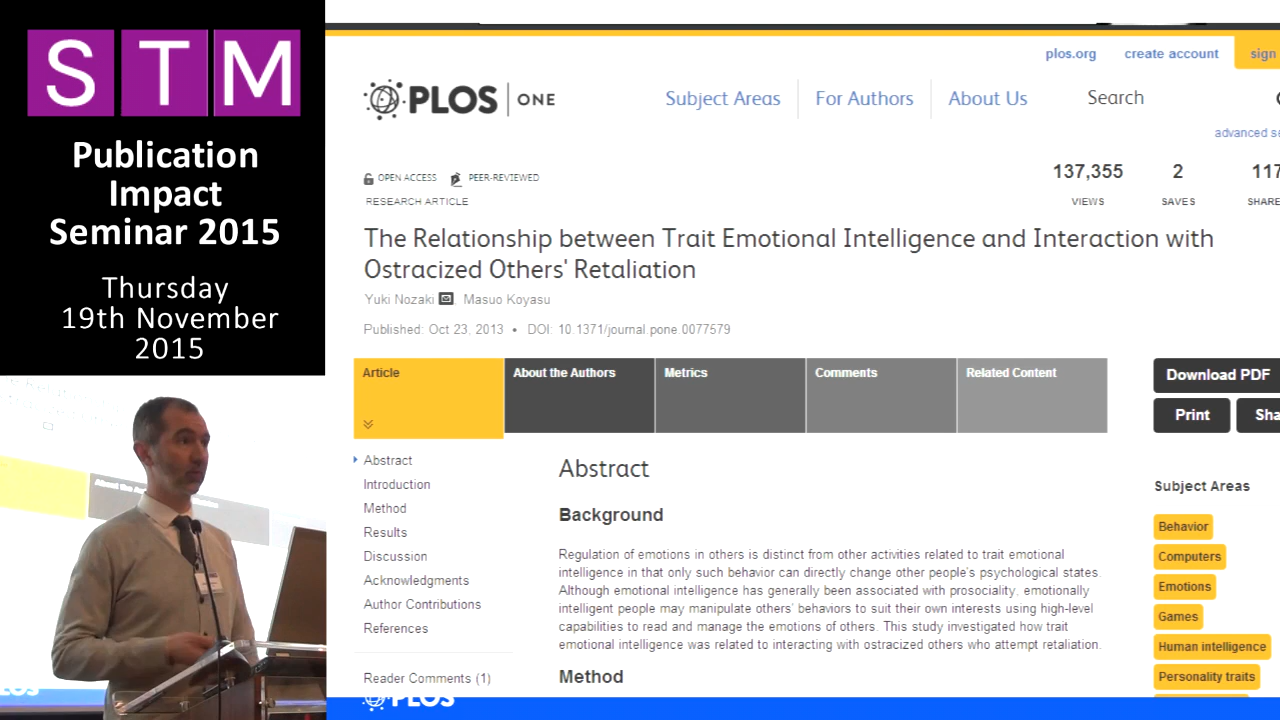 STM
Publication
Impact
Seminar 2015
Thursday
19th November
2015
plos.org
create account
sign
PLOS ONE
Subject Areas
For Authors
About Us
Search
advanced se
OPEN ACCESS
PEER-REVIEWED
137,355
VIEWS
2
SAVES
117
SHARE
RESEARCH ARTICLE
The Relationship between Trait Emotional Intelligence and Interaction with
Ostracized Others' Retaliation
Yuki Nozaki Masuo Koyasu
Published: Oct 23, 2013 • DOI: 10.1371/journal.pone.0077579
Article
About the Authors
Metrics
Comments
Related Content
Download PDF
Print
Sha
Abstract
Introduction
Method
Results
Discussion
Acknowledgments
Author Contributions
References
Reader Comments (1)
Abstract
Background
Regulation of emotions in others is distinct from other activities related to trait emotional
intelligence in that only such behavior can directly change other people's psychological states.
Although emotional intelligence has generally been associated with prosociality, emotionally
intelligent people may manipulate others' behaviors to suit their own interests using high-level
capabilities to read and manage the emotions of others. This study investigated how trait
emotional intelligence was related to interacting with ostracized others who attempt retaliation.
Method
Subject Areas
Behavior
Computers
Emotions
Games
Human intelligence
Personality traits
PLOS